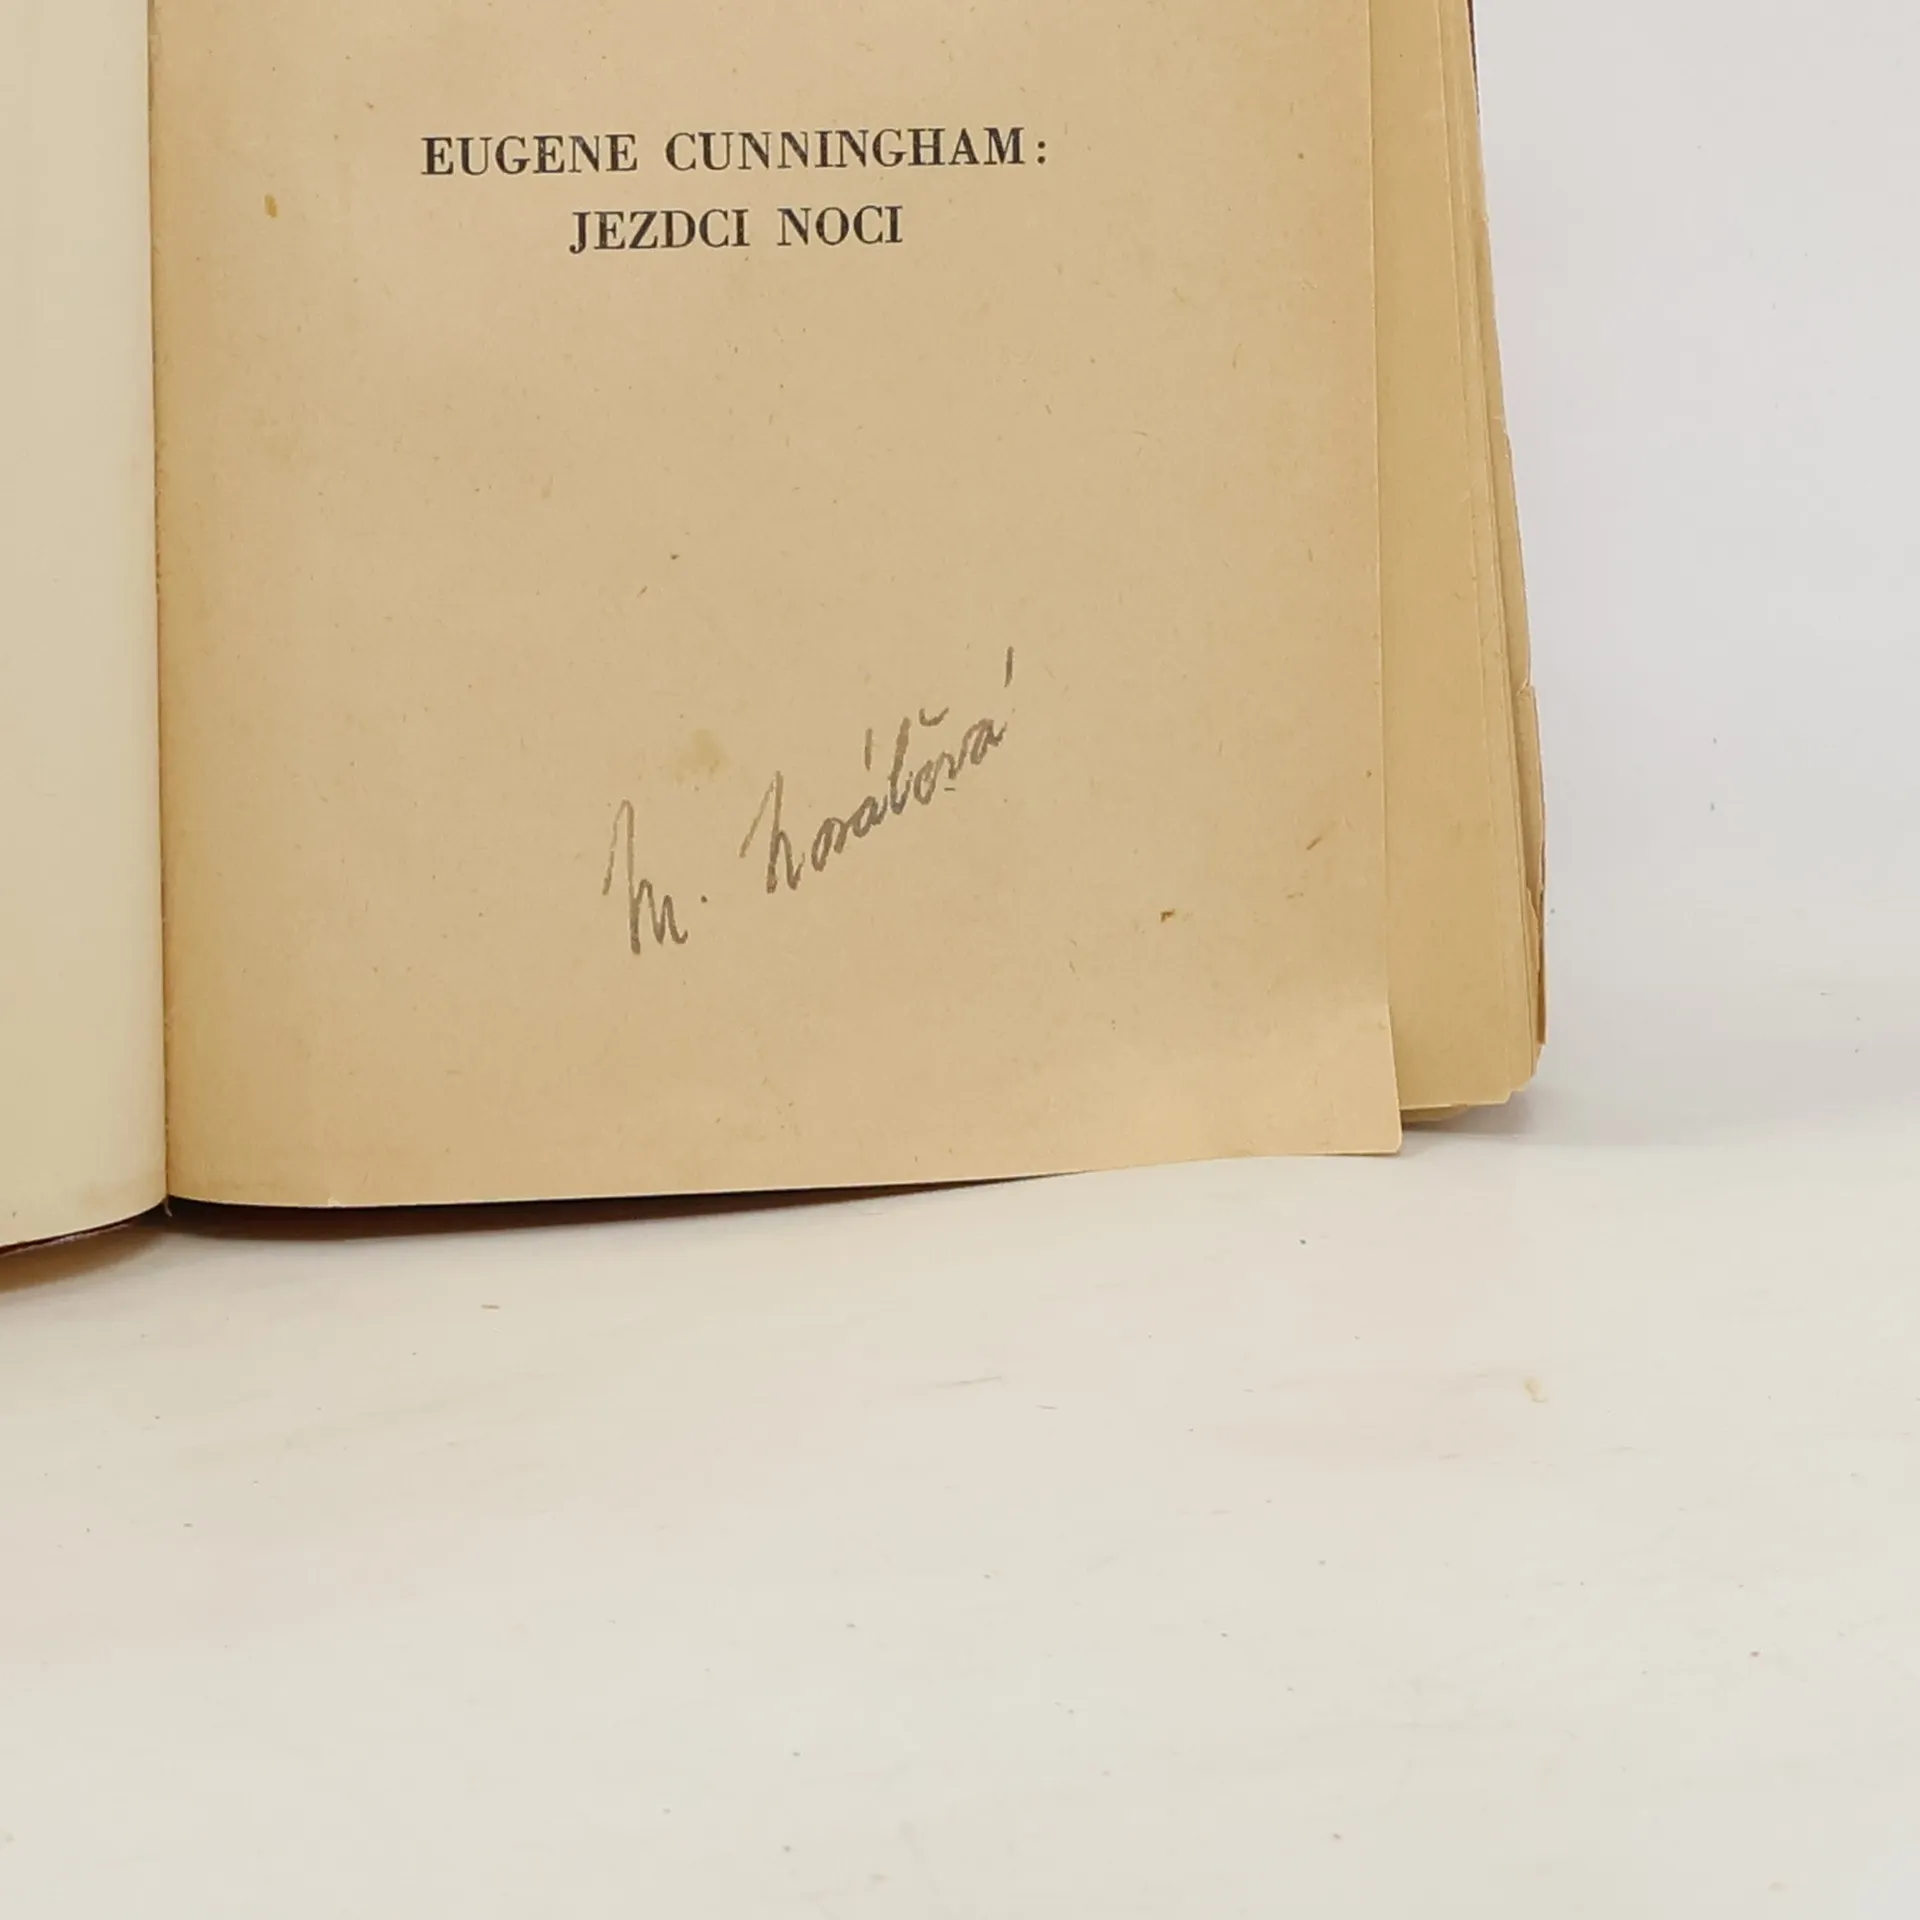 EUGENE CUNNINGHAM:
JEZDCI NOCI
M.